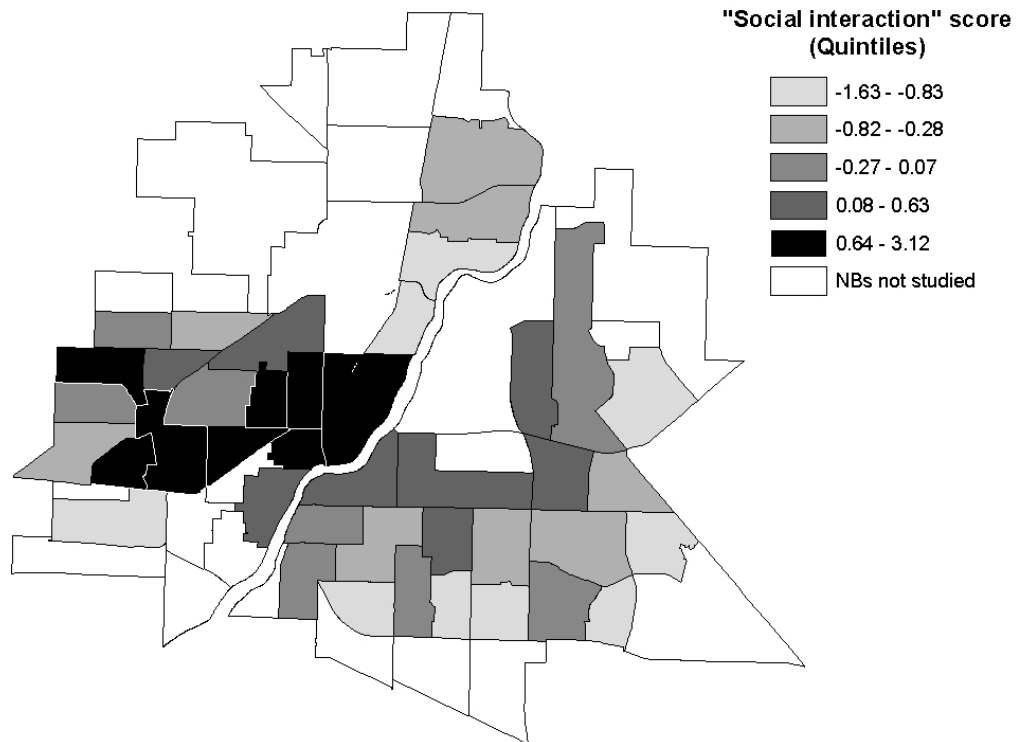 "Social interaction" score
(Quintiles)
-1.63 - -0.83
-0.82 - -0.28
-0.27 - 0.07
0.08 - 0.63
0.64 - 3.12
NBs not studied